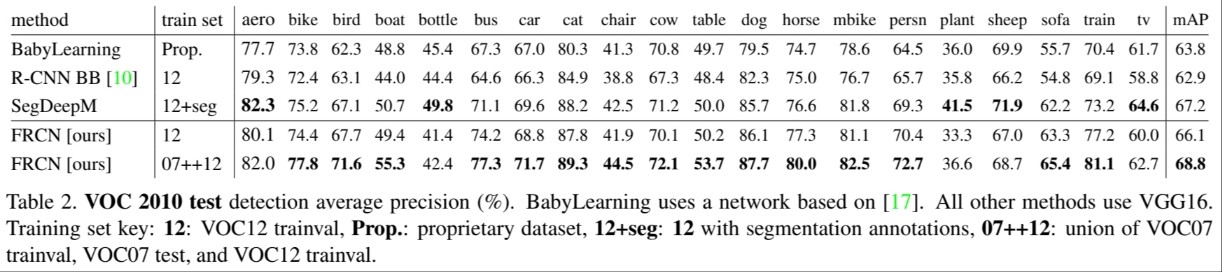 method train set aero bike bird boat bottle bus car cat chair cow table dog horse mbike persn plant sheep sofa train tv mAP
BabyLearning Prop. 77.7 73.8 62.3 48.8 45.4 67.3 67.0 80.3 41.3 70.8 49.7 79.5 74.7 78.6 64.5 36.0 69.9 55.7 70.4 61.7 63.8
R-CNN BB [10] 12 79.3 72.4 63.1 44.0 44.4 64.6 66.3 84.9 38.8 67.3 48.4 82.3 75.0 76.7 65.7 35.8 66.2 54.8 69.1 58.8 62.9
SegDeepM 12+seg 82.3 75.2 67.1 50.7 49.8 71.1 69.6 88.2 42.5 71.2 50.0 85.7 76.6 81.8 69.3 41.5 71.9 62.2 73.2 64.6 67.2
FRCN [ours] 12 80.1 74.4 67.7 49.4 41.4 74.2 68.8 87.8 41.9 70.1 50.2 86.1 77.3 81.1 70.4 33.3 67.0 63.3 77.2 60.0 66.1
FRCN [ours] 07++12 82.0 77.8 71.6 55.3 42.4 77.3 71.7 89.3 44.5 72.1 53.7 87.7 80.0 82.5 72.7 36.6 68.7 65.4 81.1 62.7 68.8
Table 2. VOC 2010 test detection average precision (%). BabyLearning uses a network based on [17]. All other methods use VGG16.
Training set key: 12: VOC12 trainval, Prop.: proprietary dataset, 12+seg: 12 with segmentation annotations, 07++12: union of VOC07
trainval, VOC07 test, and VOC12 trainval.